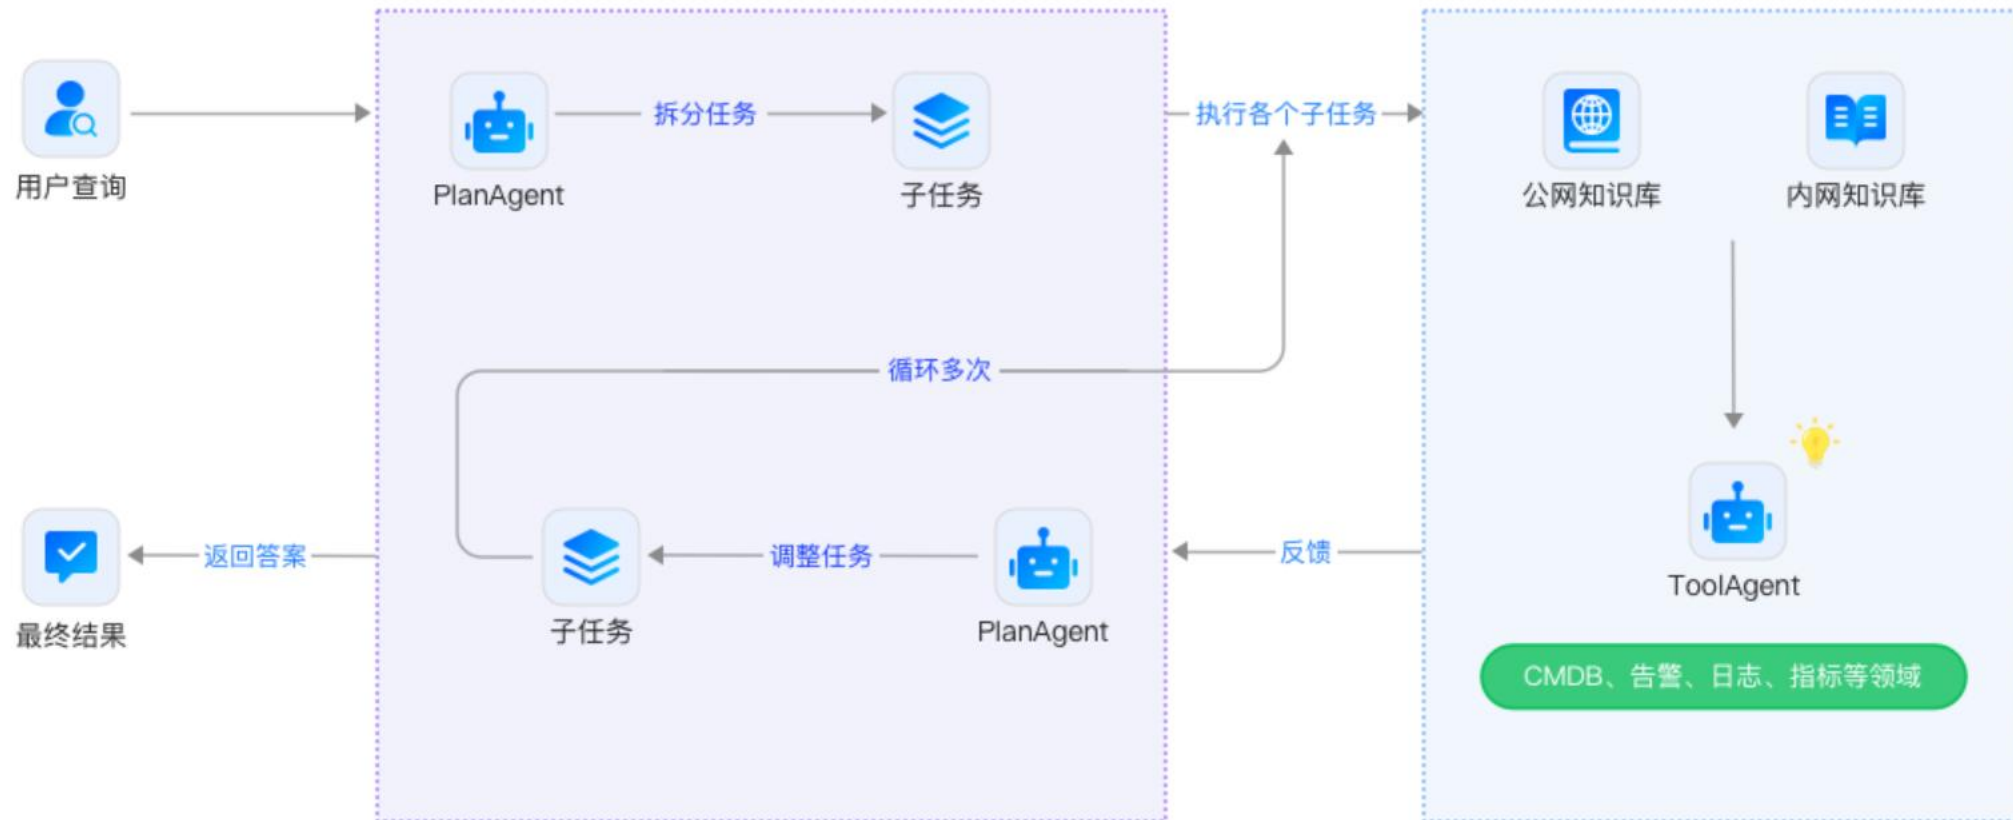 用户查询
PlanAgent
拆分任务
子任务
执行各个子任务
公网知识库
内网知识库
循环多次
最终结果
返回答案
子任务
调整任务
PlanAgent
反馈
ToolAgent
CMDB、告警、日志、指标等领域